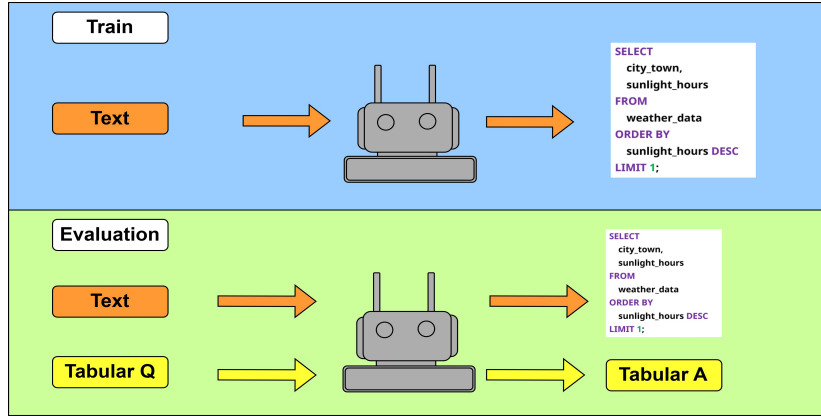 Train
Text
SELECT
city_town,
sunlight_hours
FROM
weather_data
ORDER BY
sunlight_hours DESC
LIMIT 1;
Evaluation
Text
SELECT
city_town,
sunlight_hours
FROM
weather_data
ORDER BY
sunlight_hours DESC
LIMIT 1;
Tabular Q
Tabular A